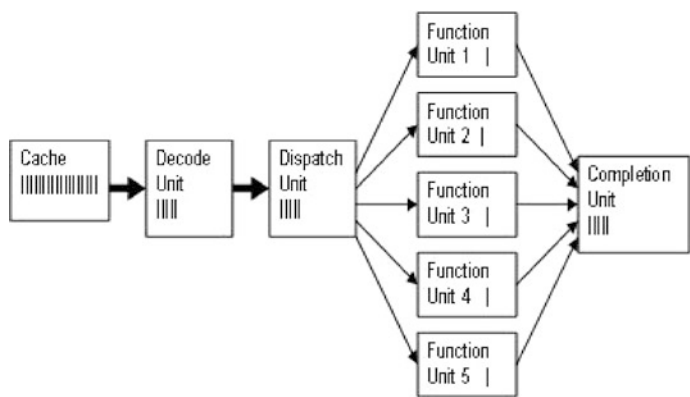 Cache
||||||||||||||||
Decode
Unit
|||||
Dispatch
Unit
|||||
Function
Unit 1 |
Function
Unit 2 |
Function
Unit 3 |
Function
Unit 4 |
Function
Unit 5 |
Completion
Unit
|||||